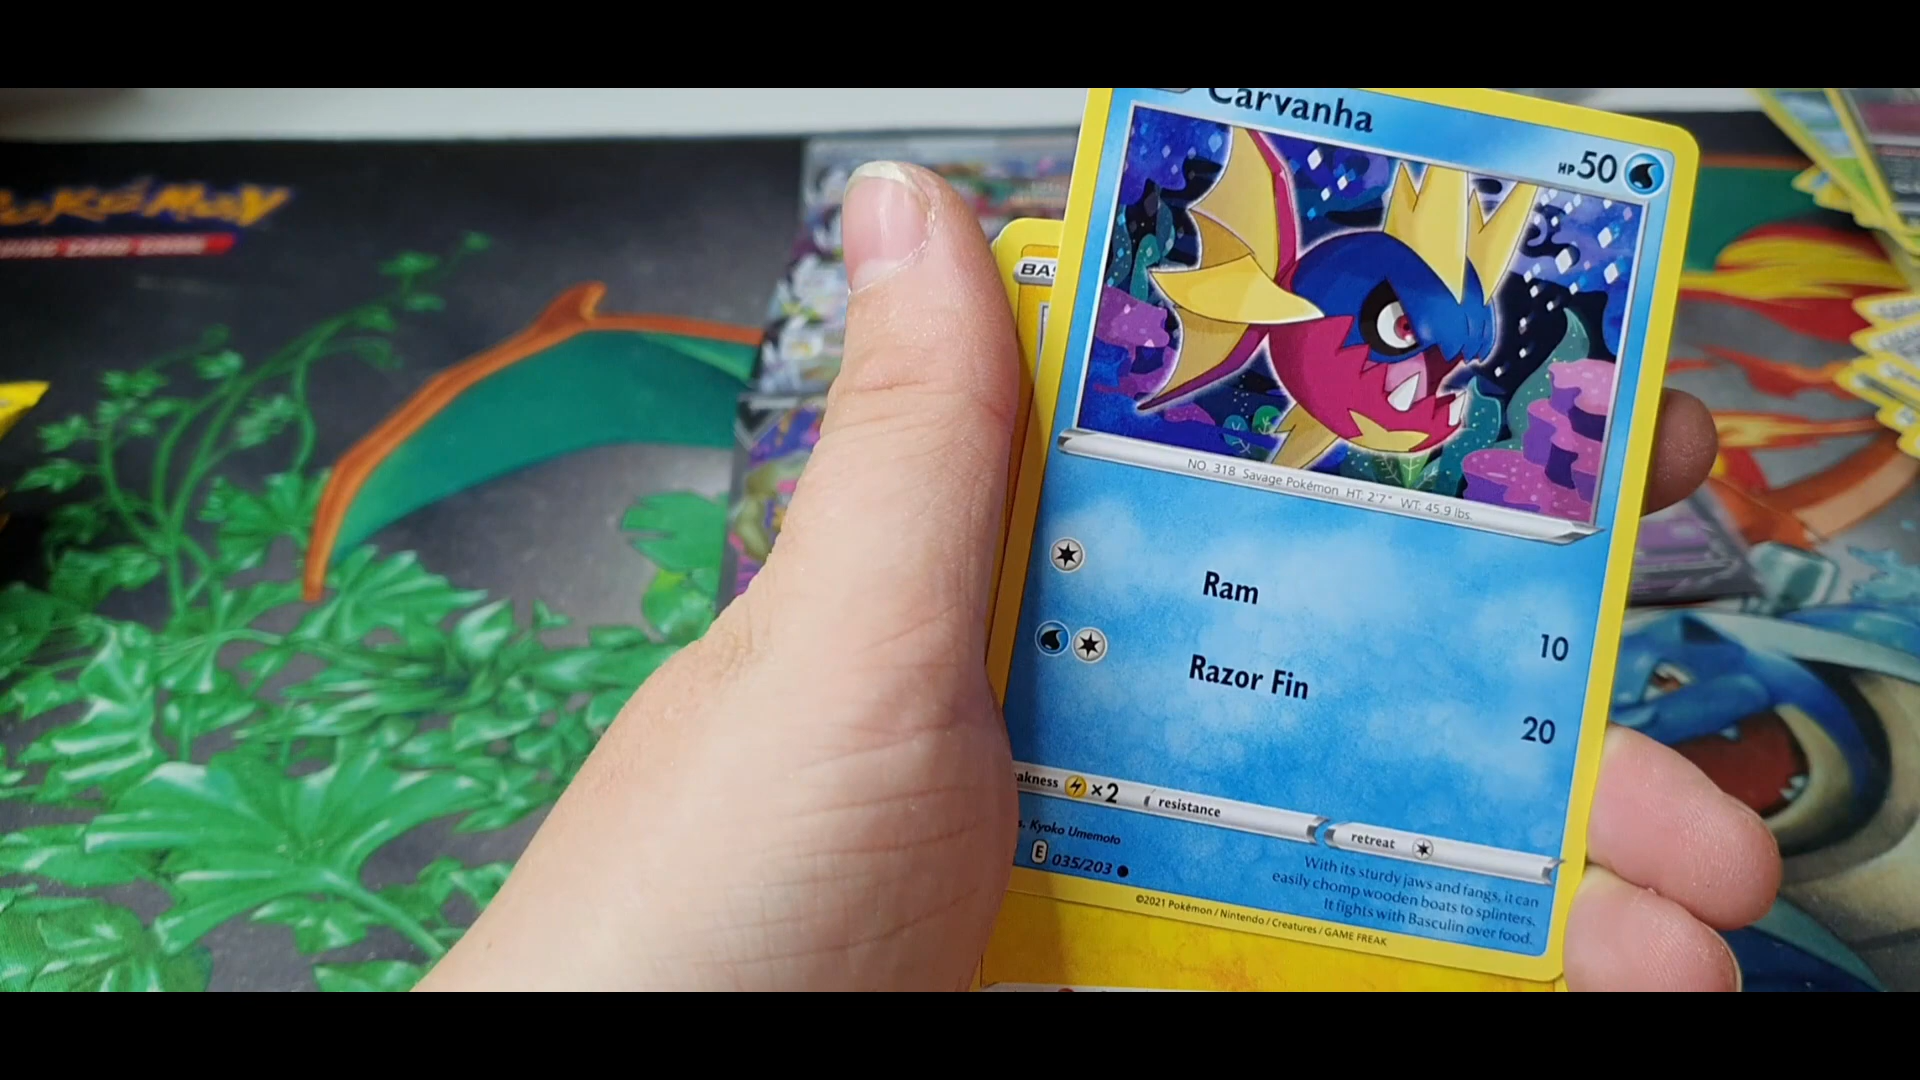 POKÉMON
Carvanha
HP 50
BA
NO. 318 Savage Pokémon HT: 2'7" WT: 45.9 lbs.
Ram
10
Razor Fin
20
akness ×2
resistance
retreat
s. Kyoko Umemoto
E 035/203
With its sturdy jaws and fangs, it can
easily chomp wooden boats to splinters.
It fights with Basculin over food.
©2021 Pokémon / Nintendo / Creatures / GAME FREAK